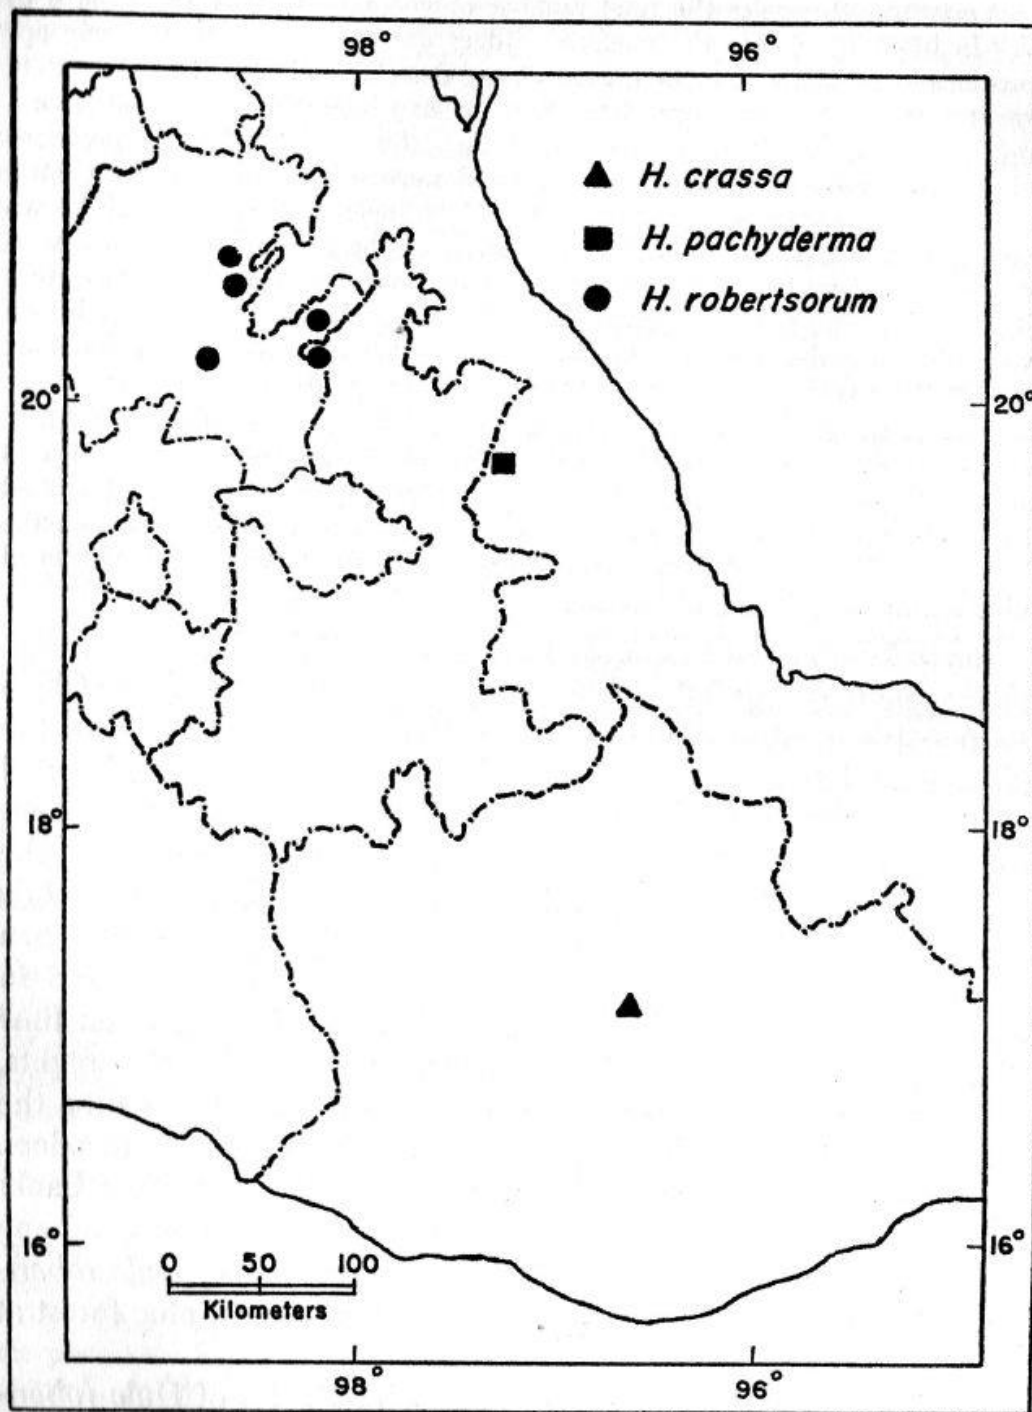 98° 96°
▲ H. crassa
■ H. pachyderma
● H. robertsorum
20° 20°
18° 18°
16° 16°
0 50 100
Kilometers
98° 96°